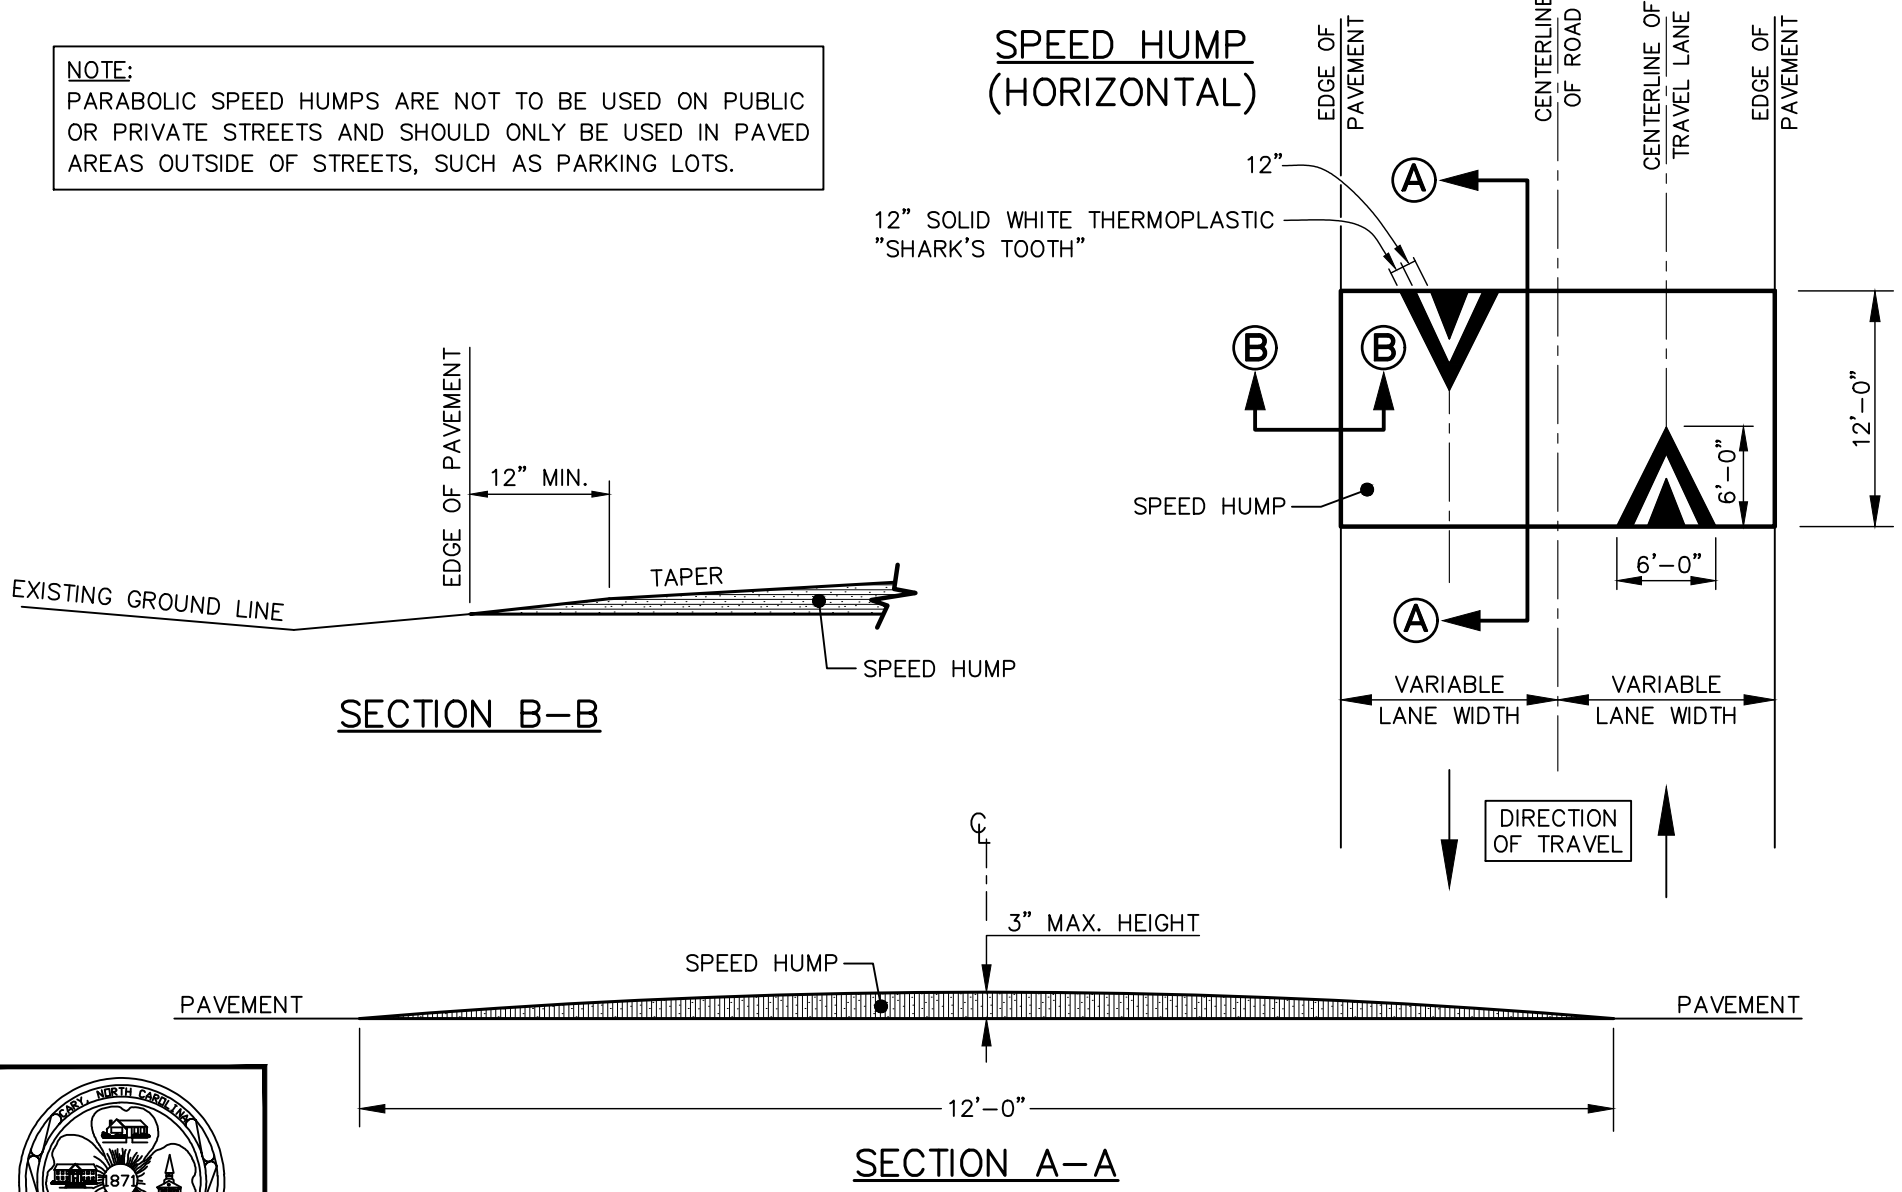 NOTE:
PARABOLIC SPEED HUMPS ARE NOT TO BE USED ON PUBLIC
OR PRIVATE STREETS AND SHOULD ONLY BE USED IN PAVED
AREAS OUTSIDE OF STREETS, SUCH AS PARKING LOTS.
SPEED HUMP
(HORIZONTAL)
EDGE OF
PAVEMENT
CENTERLINE
OF ROAD
CENTERLINE OF
TRAVEL LANE
EDGE OF
PAVEMENT
12"
12" SOLID WHITE THERMOPLASTIC
"SHARK'S TOOTH"
A
B
B
SPEED HUMP
12'-0"
6'-0"
6'-0"
A
VARIABLE
LANE WIDTH
VARIABLE
LANE WIDTH
DIRECTION
OF TRAVEL
EDGE OF PAVEMENT
12" MIN.
TAPER
EXISTING GROUND LINE
SPEED HUMP
SECTION B-B
℄
3" MAX. HEIGHT
SPEED HUMP
PAVEMENT
PAVEMENT
12'-0"
SECTION A-A
CARY, NORTH CAROLINA
1871